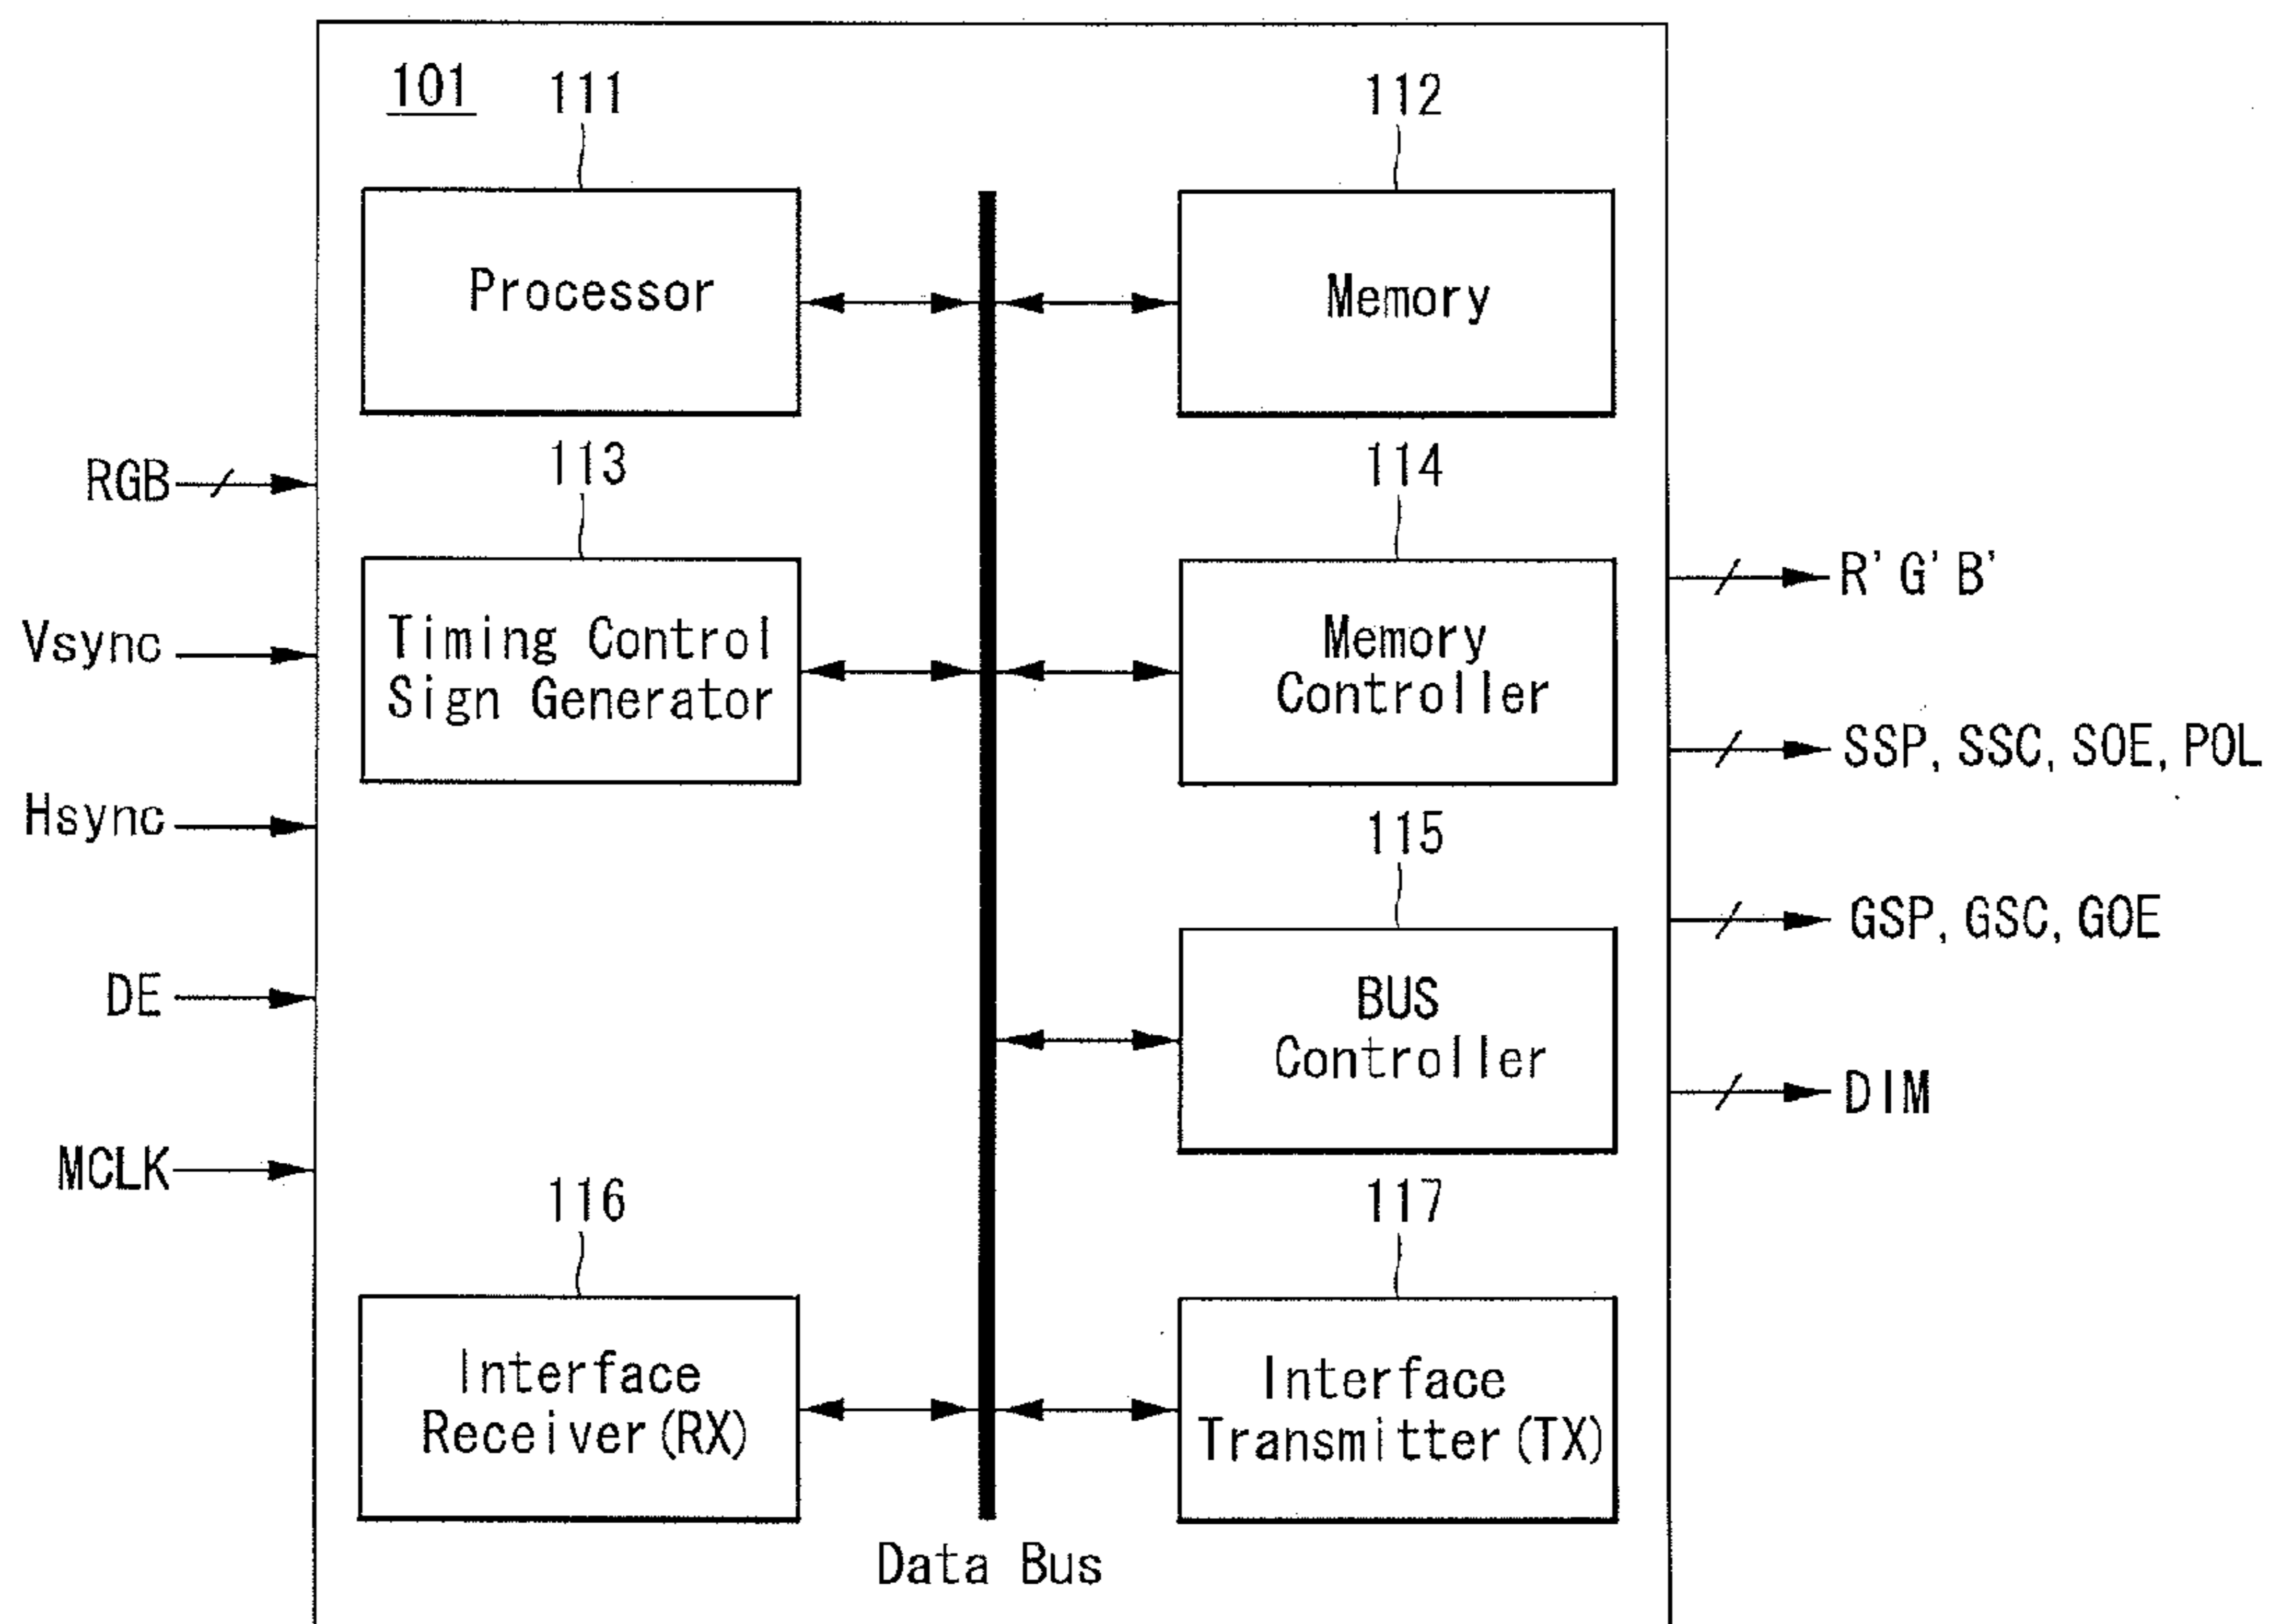 101
111
112
Processor
Memory
RGB
Vsync
Hsync
DE
MCLK
113
114
Timing Control
Sign Generator
Memory
Controller
115
BUS
Controller
116
117
Interface
Receiver(RX)
Interface
Transmitter(TX)
Data Bus
R'G'B'
SSP, SSC, SOE, POL
GSP, GSC, GOE
DIM